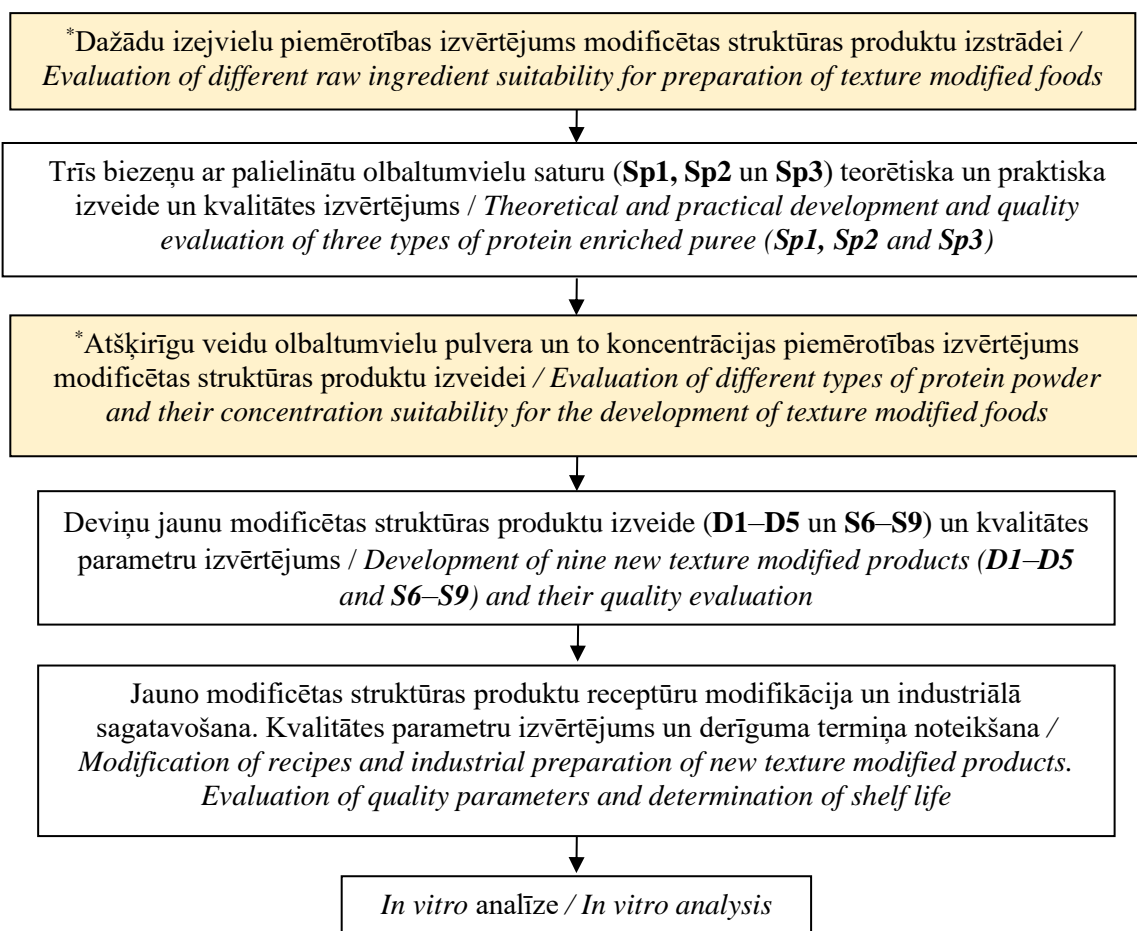 *Dažādu izejvielu piemērotības izvērtējums modificētas struktūras produktu izstrādei /
Evaluation of different raw ingredient suitability for preparation of texture modified foods
Trīs biezeņu ar palielinātu olbaltumvielu saturu (Sp1, Sp2 un Sp3) teorētiska un praktiska
izveide un kvalitātes izvērtējums / Theoretical and practical development and quality
evaluation of three types of protein enriched puree (Sp1, Sp2 and Sp3)
*Atšķirīgu veidu olbaltumvielu pulvera un to koncentrācijas piemērotības izvērtējums
modificētas struktūras produktu izveidei / Evaluation of different types of protein powder
and their concentration suitability for the development of texture modified foods
Deviņu jaunu modificētas struktūras produktu izveide (D1–D5 un S6–S9) un kvalitātes
parametru izvērtējums / Development of nine new texture modified products (D1–D5
and S6–S9) and their quality evaluation
Jauno modificētas struktūras produktu receptūru modifikācija un industriālā
sagatavošana. Kvalitātes parametru izvērtējums un derīguma termiņa noteikšana /
Modification of recipes and industrial preparation of new texture modified products.
Evaluation of quality parameters and determination of shelf life
In vitro analīze / In vitro analysis